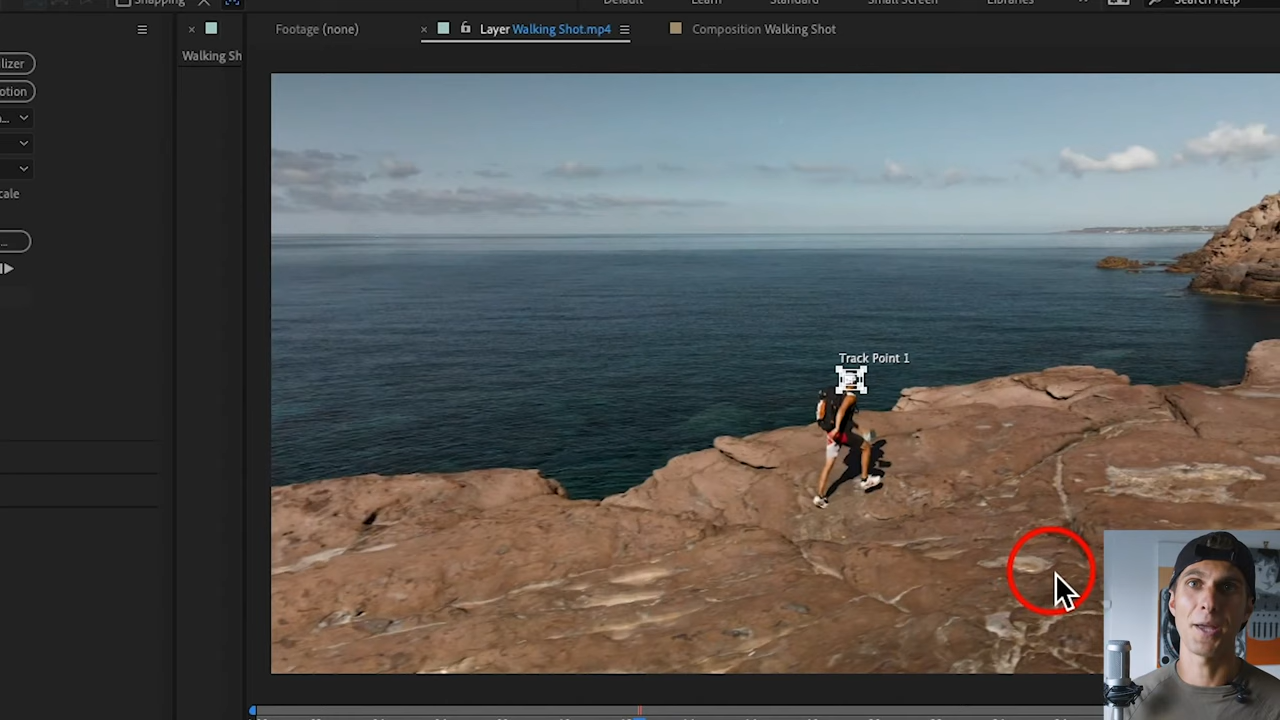 Snapping
Default
Learn
Standard
Small Screen
Libraries
Search Help
Footage (none)
Layer Walking Shot.mp4
Composition Walking Shot
Walking Sh
lizer
otion
o...
cale
...
Track Point 1